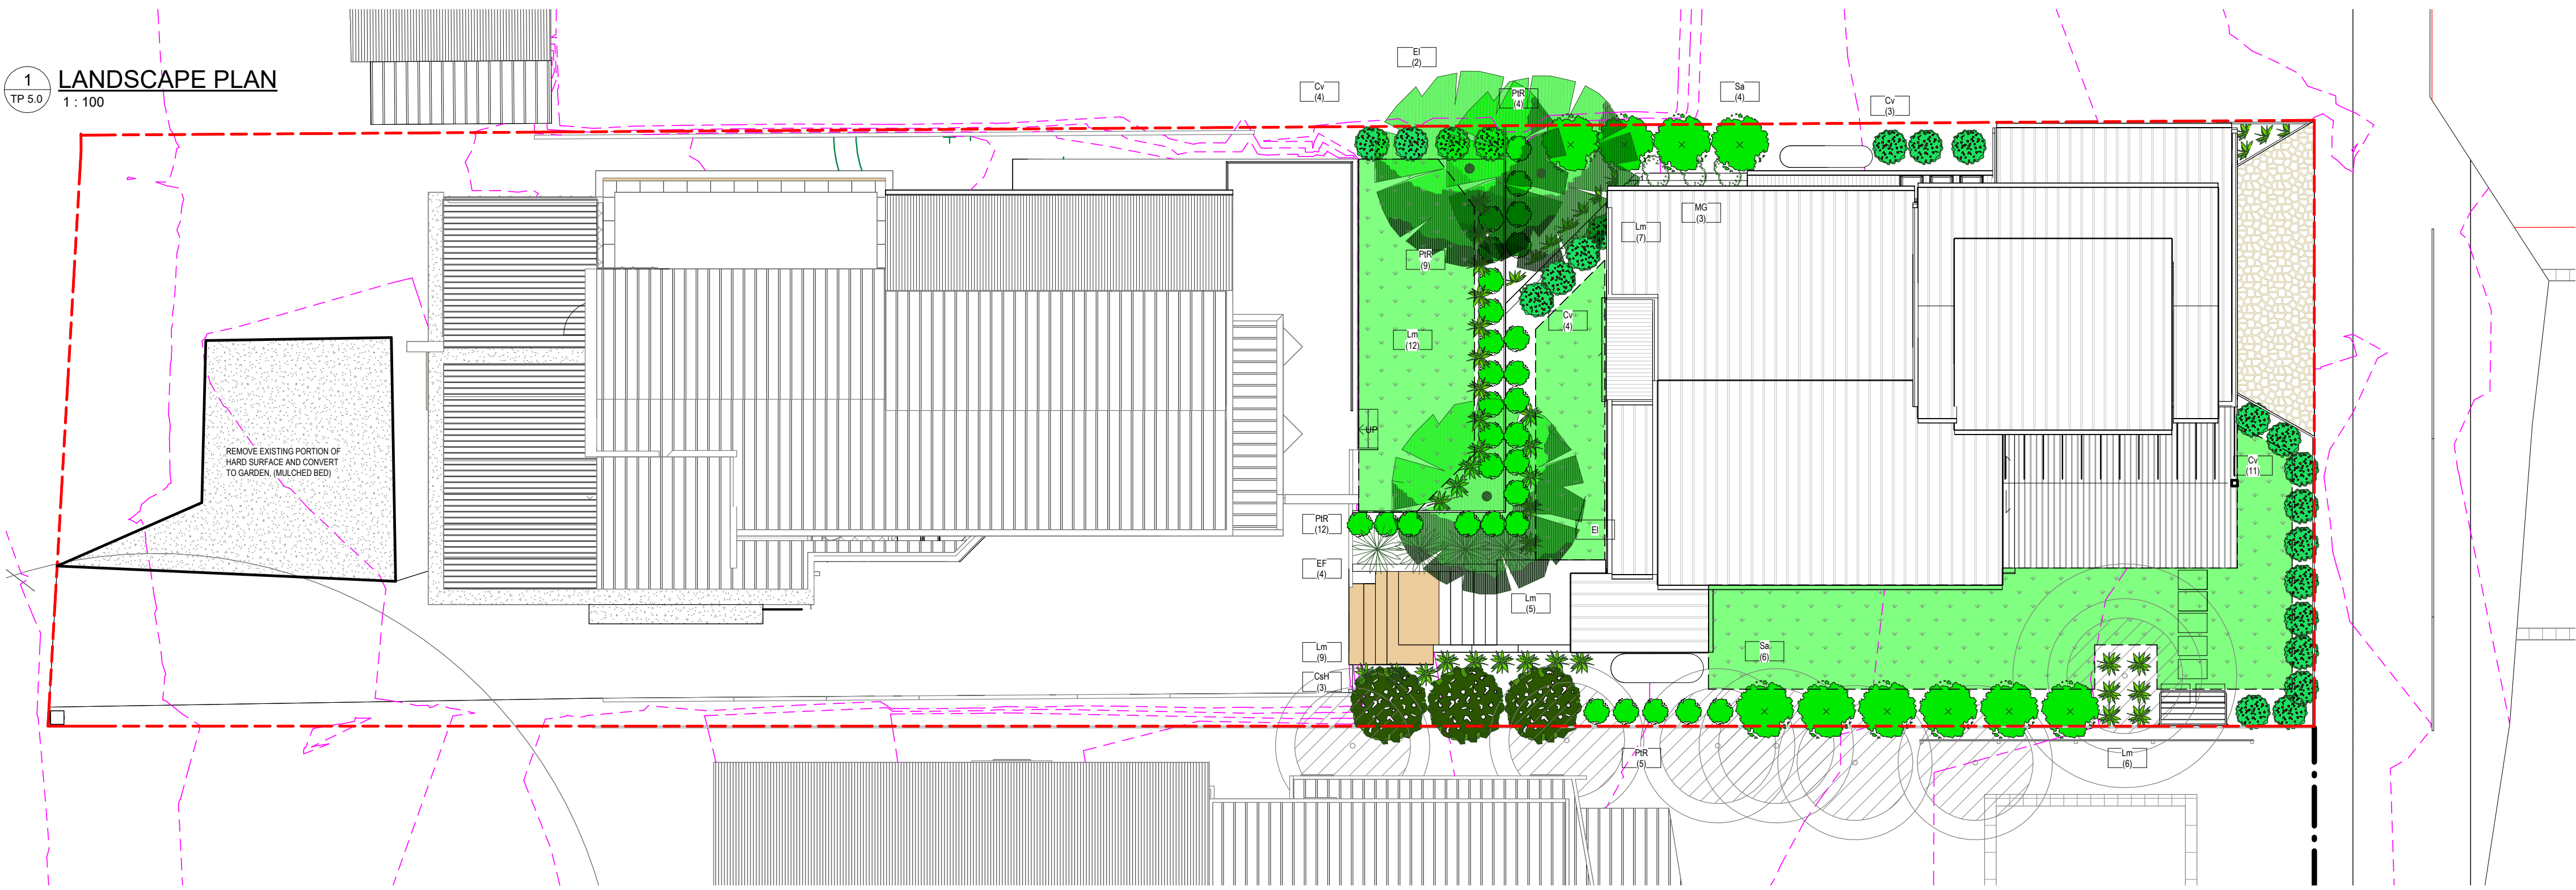 1
TP 5.0
LANDSCAPE PLAN
1 : 100
El
(2)
Cv
(4)
PtR
(4)
Sa
(4)
Cv
(3)
MG
(3)
Lm
(7)
PtR
(9)
Cv
(4)
Lm
(12)
UP
REMOVE EXISTING PORTION OF
HARD SURFACE AND CONVERT
TO GARDEN, (MULCHED BED)
Cv
(11)
PtR
(12)
El
EF
(4)
Lm
(5)
Lm
(9)
Sa
(6)
CsH
(3)
PtR
(5)
Lm
(6)